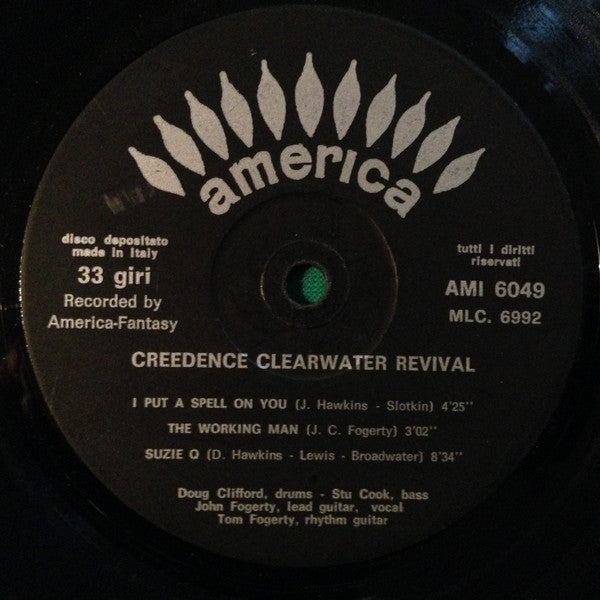 america
disco depositato
made in Italy
33 giri
Recorded by
America-Fantasy
tutti i diritti
riservati
AMI 6049
MLC. 6992
CREEDENCE CLEARWATER REVIVAL
I PUT A SPELL ON YOU (J. Hawkins - Slotkin) 4'25"
THE WORKING MAN (J. C. Fogerty) 3'02"
SUZIE Q (D. Hawkins - Lewis - Broadwater) 8'34"
Doug Clifford, drums - Stu Cook, bass
John Fogerty, lead guitar, vocal
Tom Fogerty, rhythm guitar